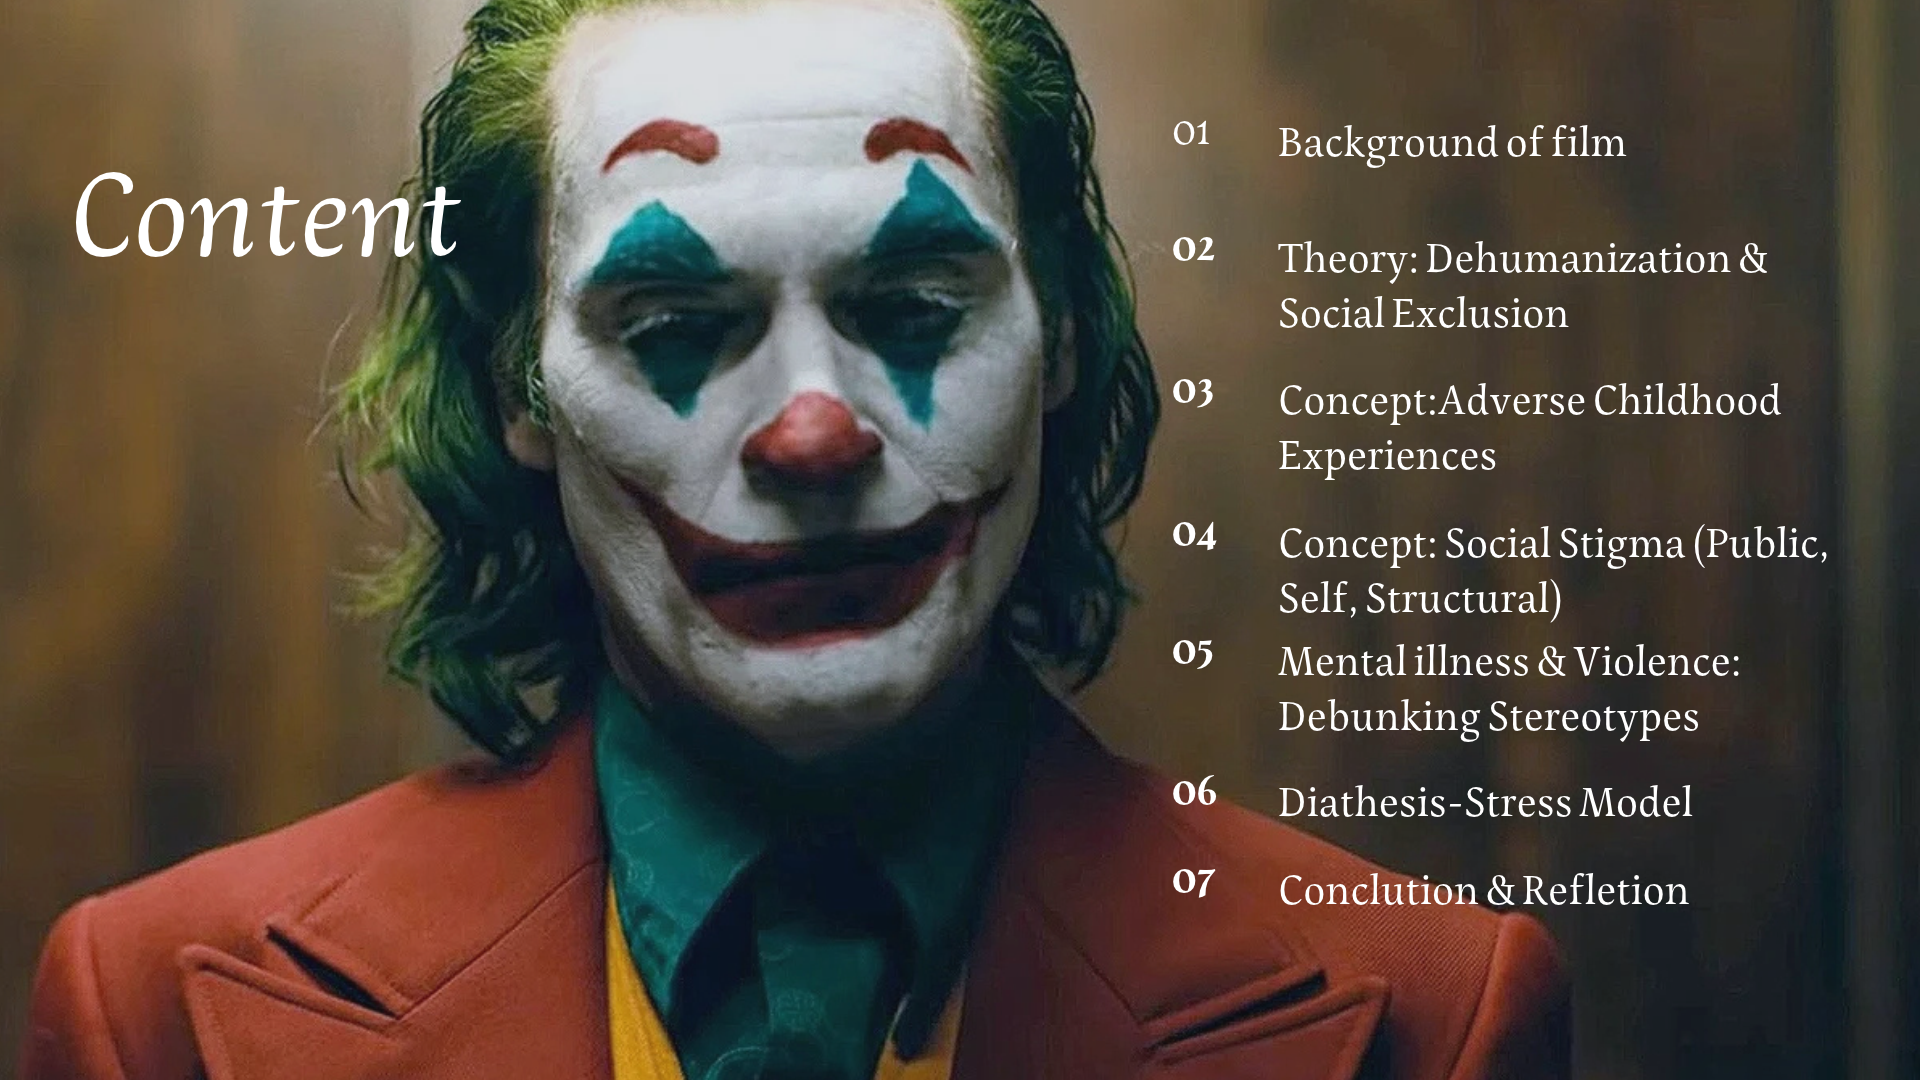 Content
01 Background of film
02 Theory: Dehumanization &
Social Exclusion
03 Concept:Adverse Childhood
Experiences
04 Concept: Social Stigma (Public,
Self, Structural)
05 Mental illness & Violence:
Debunking Stereotypes
06 Diathesis-Stress Model
07 Conclution & Refletion